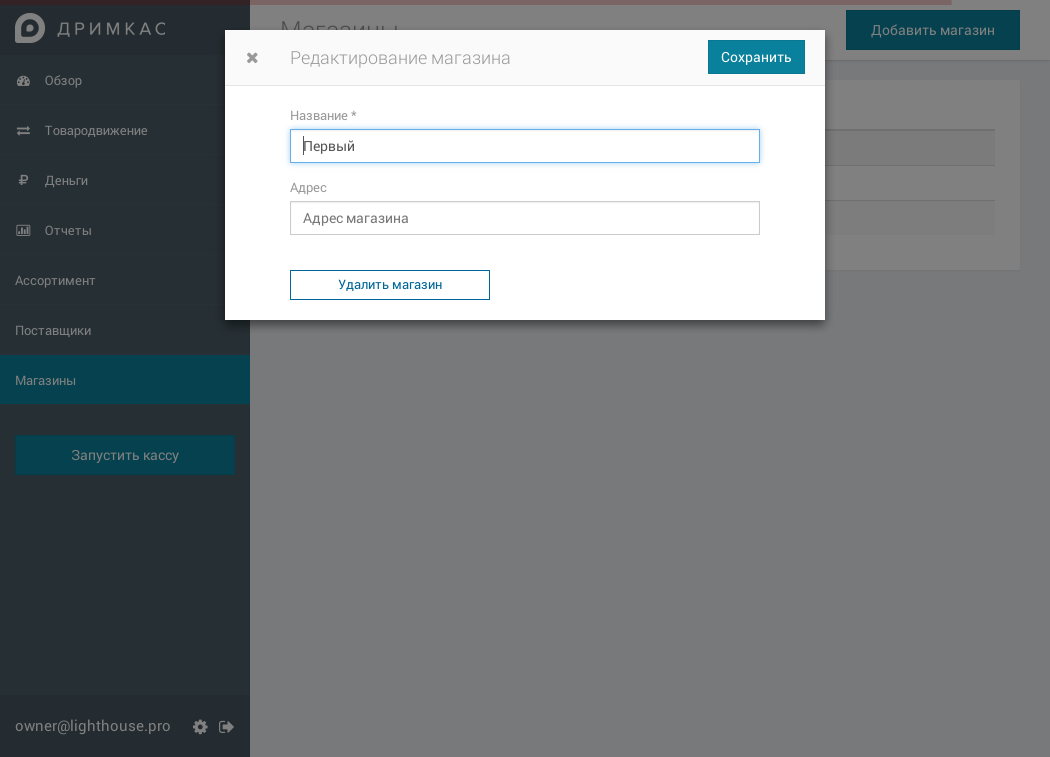 ДРИМКАС
Магазины
Добавить магазин
Редактирование магазина
Сохранить
Обзор
Товародвижение
Деньги
Отчеты
Ассортимент
Поставщики
Магазины
Запустить кассу
Название *
Первый
Адрес
Адрес магазина
Удалить магазин
owner@lighthouse.pro